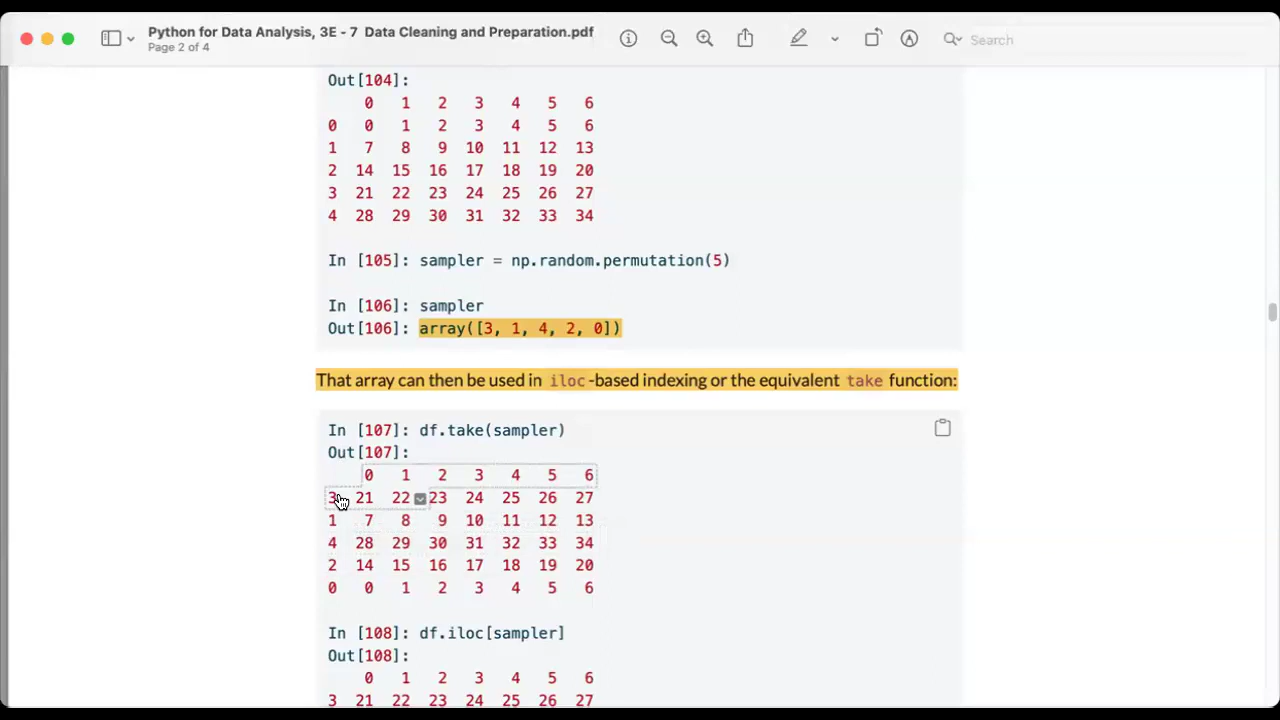 Python for Data Analysis, 3E - 7  Data Cleaning and Preparation.pdf
Page 2 of 4
Search
Out[104]:
    0   1   2   3   4   5   6
0   0   1   2   3   4   5   6
1   7   8   9  10  11  12  13
2  14  15  16  17  18  19  20
3  21  22  23  24  25  26  27
4  28  29  30  31  32  33  34
In [105]: sampler = np.random.permutation(5)
In [106]: sampler
Out[106]: array([3, 1, 4, 2, 0])
That array can then be used in iloc-based indexing or the equivalent take function:
In [107]: df.take(sampler)
Out[107]:
    0   1   2   3   4   5   6
3  21  22  23  24  25  26  27
1   7   8   9  10  11  12  13
4  28  29  30  31  32  33  34
2  14  15  16  17  18  19  20
0   0   1   2   3   4   5   6
In [108]: df.iloc[sampler]
Out[108]:
    0   1   2   3   4   5   6
3  21  22  23  24  25  26  27